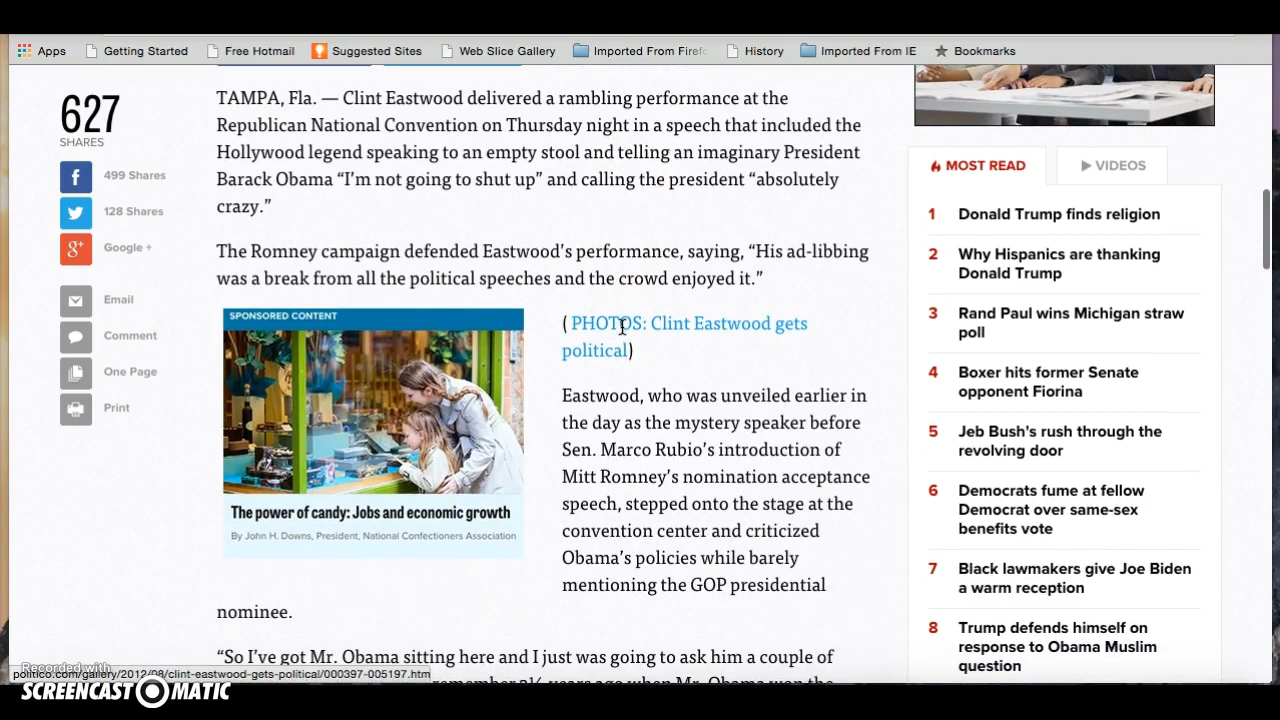 Apps Getting Started Free Hotmail Suggested Sites Web Slice Gallery Imported From Firefo History Imported From IE Bookmarks
627
SHARES
499 Shares
128 Shares
Google +
Email
Comment
One Page
Print
TAMPA, Fla. — Clint Eastwood delivered a rambling performance at the
Republican National Convention on Thursday night in a speech that included the
Hollywood legend speaking to an empty stool and telling an imaginary President
Barack Obama “I’m not going to shut up” and calling the president “absolutely
crazy.”
The Romney campaign defended Eastwood’s performance, saying, “His ad-libbing
was a break from all the political speeches and the crowd enjoyed it.”
SPONSORED CONTENT
The power of candy: Jobs and economic growth
By John H. Downs, President, National Confectioners Association
( PHOTOS: Clint Eastwood gets
political)
Eastwood, who was unveiled earlier in
the day as the mystery speaker before
Sen. Marco Rubio’s introduction of
Mitt Romney’s nomination acceptance
speech, stepped onto the stage at the
convention center and criticized
Obama’s policies while barely
mentioning the GOP presidential
nominee.
“So I’ve got Mr. Obama sitting here and I just was going to ask him a couple of
MOST READ VIDEOS
1 Donald Trump finds religion
2 Why Hispanics are thanking
Donald Trump
3 Rand Paul wins Michigan straw
poll
4 Boxer hits former Senate
opponent Fiorina
5 Jeb Bush's rush through the
revolving door
6 Democrats fume at fellow
Democrat over same-sex
benefits vote
7 Black lawmakers give Joe Biden
a warm reception
8 Trump defends himself on
response to Obama Muslim
question
politico.com/gallery/2012/08/clint-eastwood-gets-political/000397-005197.htm
Recorded with
SCREENCAST MATIC